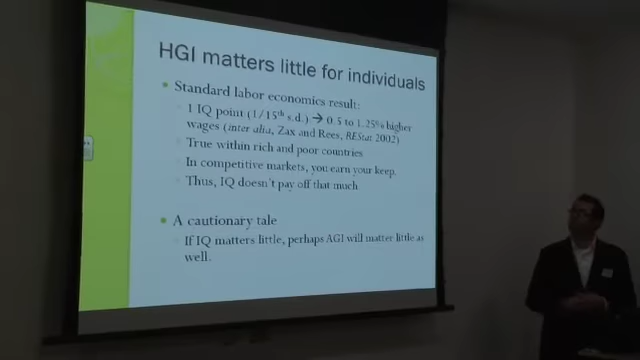 HGI matters little for individuals
Standard labor economics result:
1 IQ point (1/15th s.d.) → 0.5 to 1.25% higher
wages (inter alia, Zax and Rees, REStat 2002)
True within rich and poor countries
In competitive markets, you earn your keep.
Thus, IQ doesn't pay off that much.
A cautionary tale
If IQ matters little, perhaps AGI will matter little as
well.